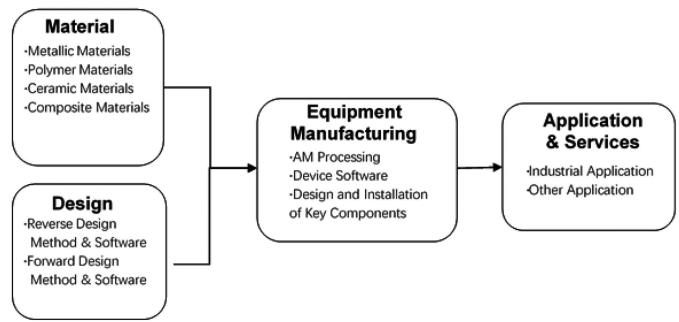 Material
·Metallic Materials
·Polymer Materials
·Ceramic Materials
·Composite Materials
Design
·Reverse Design
Method & Software
·Forward Design
Method & Software
Equipment
Manufacturing
·AM Processing
·Device Software
·Design and Installation
of Key Components
Application
& Services
·Industrial Application
·Other Application